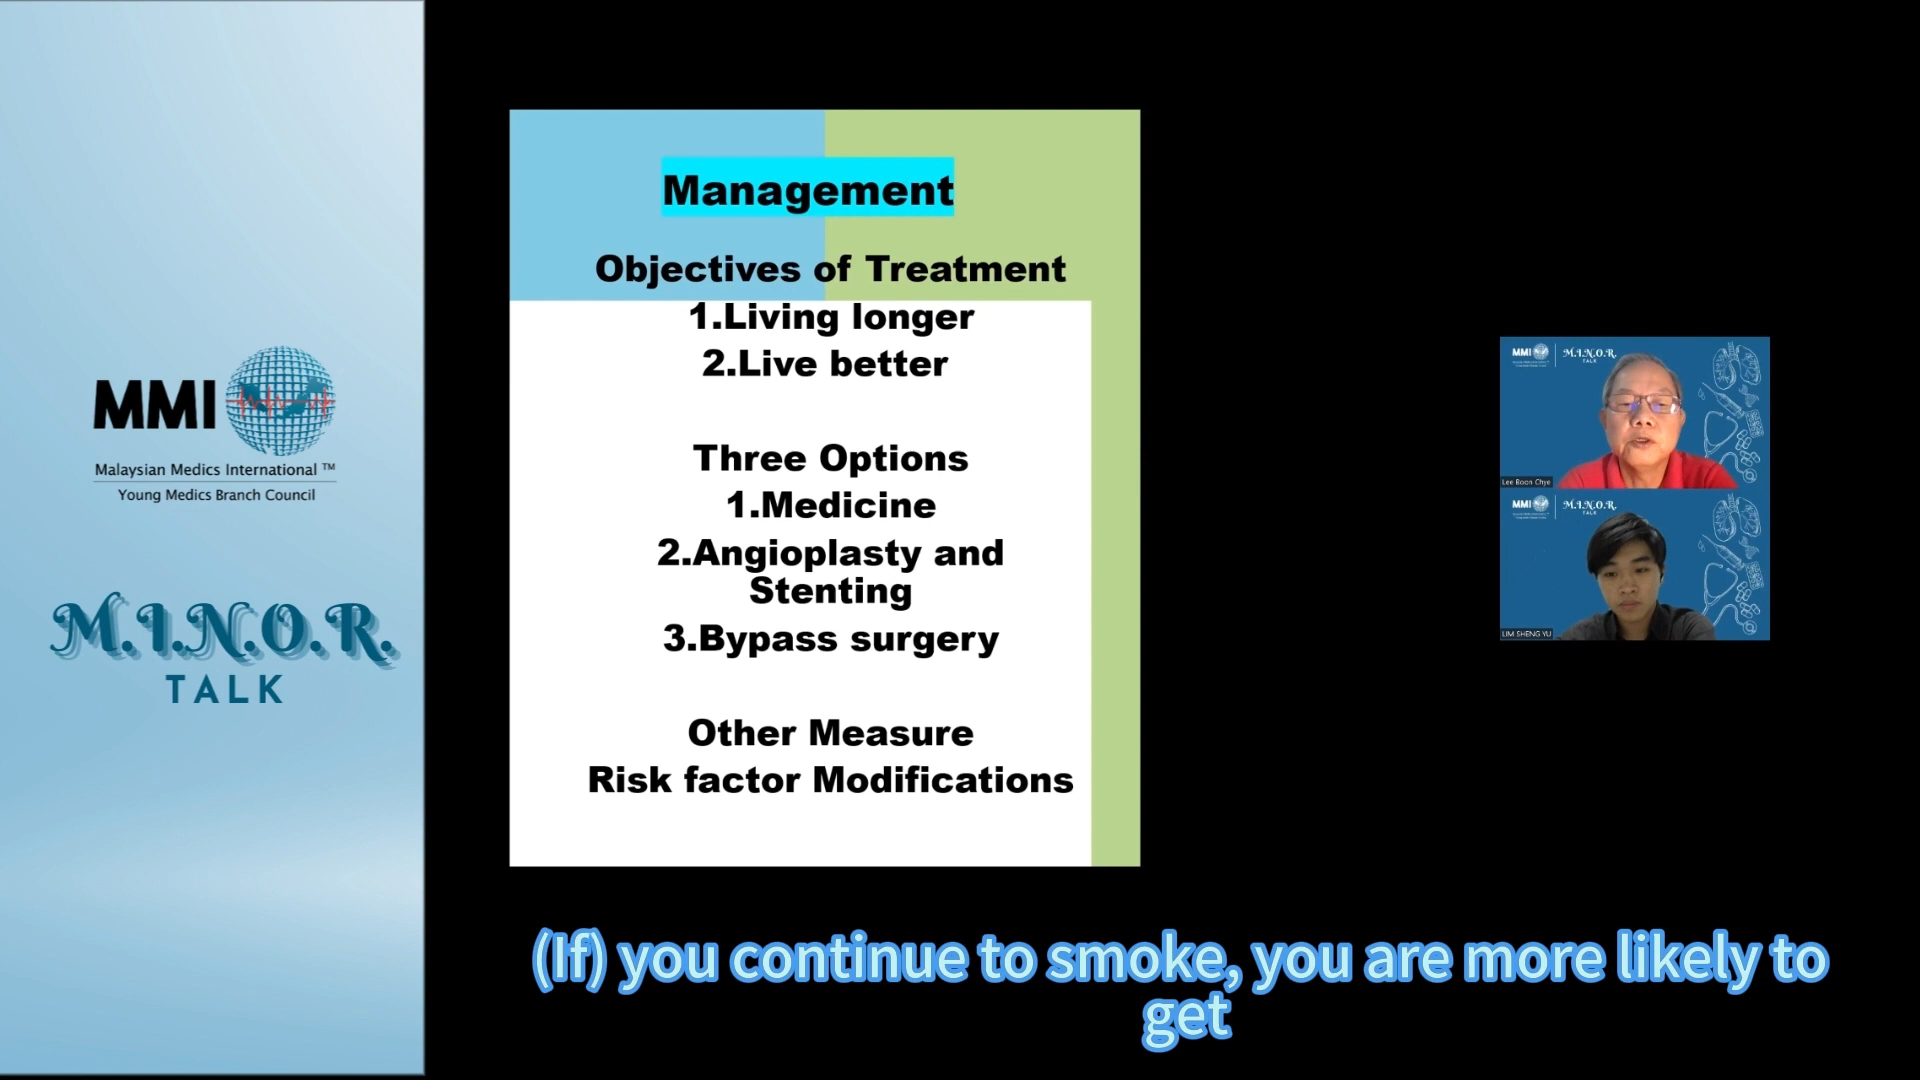 MMI
Malaysian Medics International ™
Young Medics Branch Council
M.I.N.O.R.
TALK
Management
Objectives of Treatment
1.Living longer
2.Live better
Three Options
1.Medicine
2.Angioplasty and
Stenting
3.Bypass surgery
Other Measure
Risk factor Modifications
MMI
M.I.N.O.R.
TALK
Lee Boon Chye
MMI
M.I.N.O.R.
TALK
LIM SHENG YU
(If) you continue to smoke, you are more likely to
get